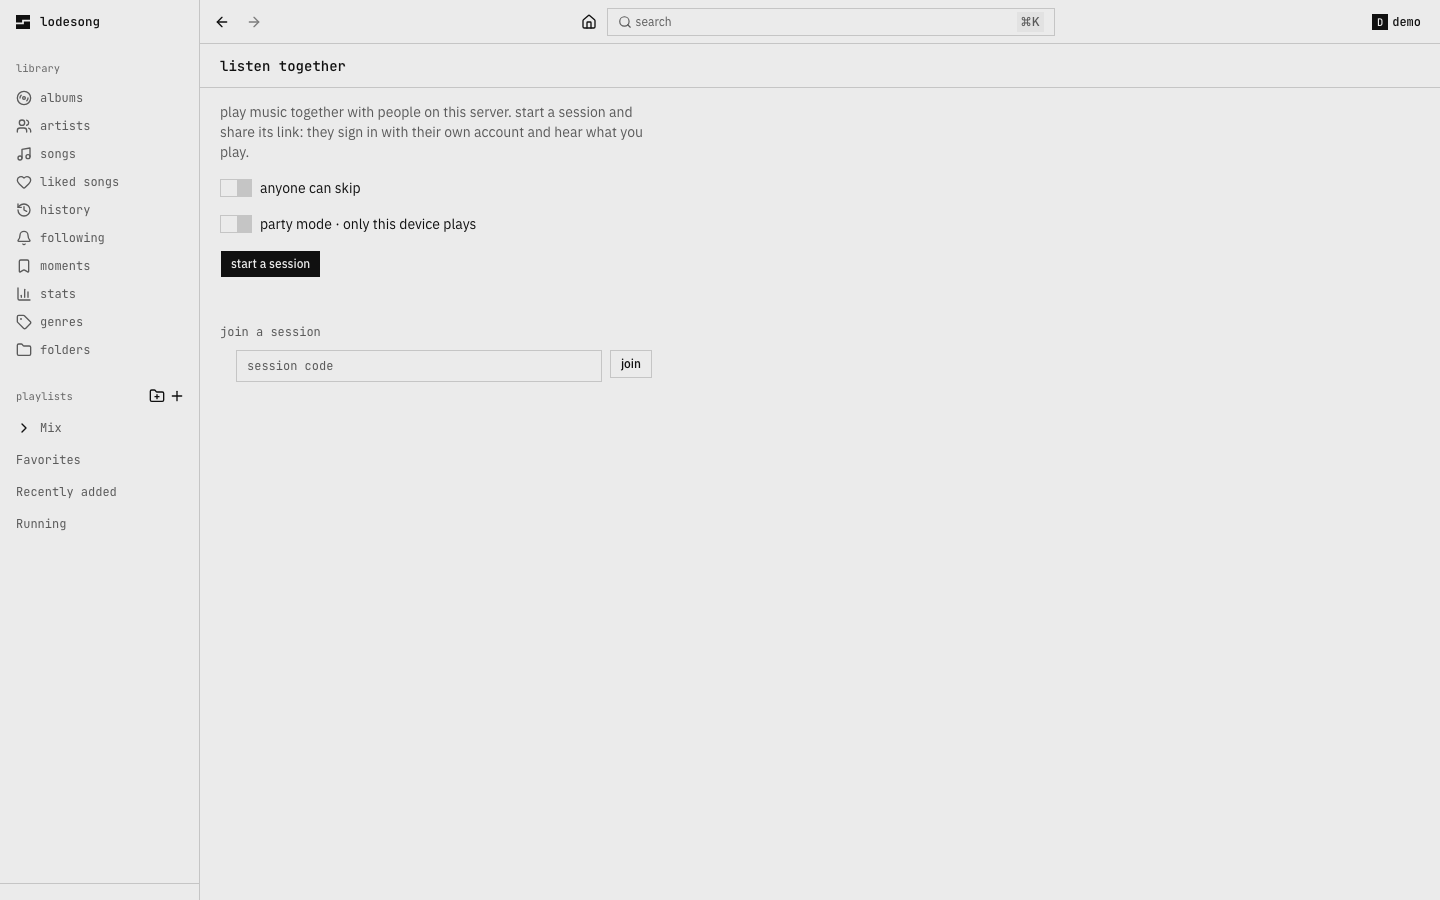 lodesong
library
albums
artists
songs
liked songs
history
following
moments
stats
genres
folders
playlists
Mix
Favorites
Recently added
Running
search
⌘K
D
demo
listen together
play music together with people on this server. start a session and
share its link: they sign in with their own account and hear what you
play.
anyone can skip
party mode · only this device plays
start a session
join a session
session code
join